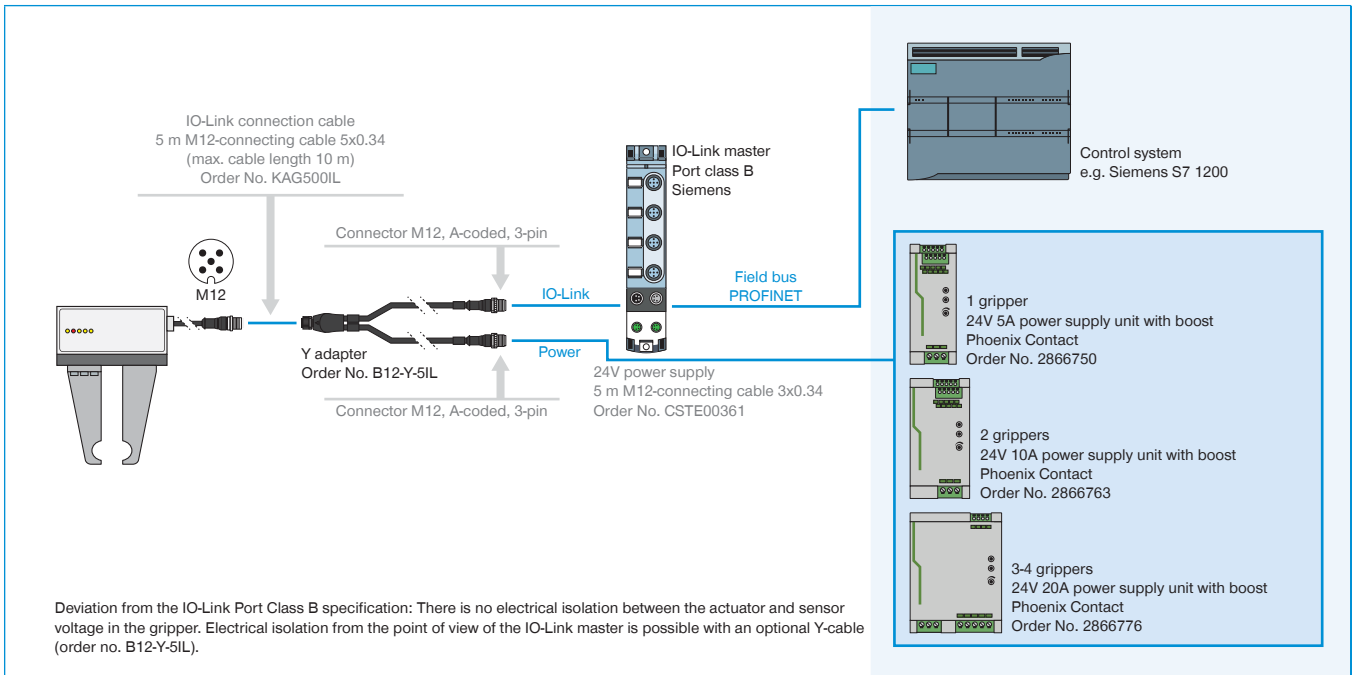 IO-Link connection cable
5 m M12-connecting cable 5x0.34
(max. cable length 10 m)
Order No. KAG500IL
M12
Connector M12, A-coded, 3-pin
Y adapter
Order No. B12-Y-5IL
Connector M12, A-coded, 3-pin
IO-Link
Power
IO-Link master
Port class B
Siemens
24V power supply
5 m M12-connecting cable 3x0.34
Order No. CSTE00361
Field bus
PROFINET
Control system
e.g. Siemens S7 1200
1 gripper
24V 5A power supply unit with boost
Phoenix Contact
Order No. 2866750
2 grippers
24V 10A power supply unit with boost
Phoenix Contact
Order No. 2866763
3-4 grippers
24V 20A power supply unit with boost
Phoenix Contact
Order No. 2866776
Deviation from the IO-Link Port Class B specification: There is no electrical isolation between the actuator and sensor
voltage in the gripper. Electrical isolation from the point of view of the IO-Link master is possible with an optional Y-cable
(order no. B12-Y-5IL).